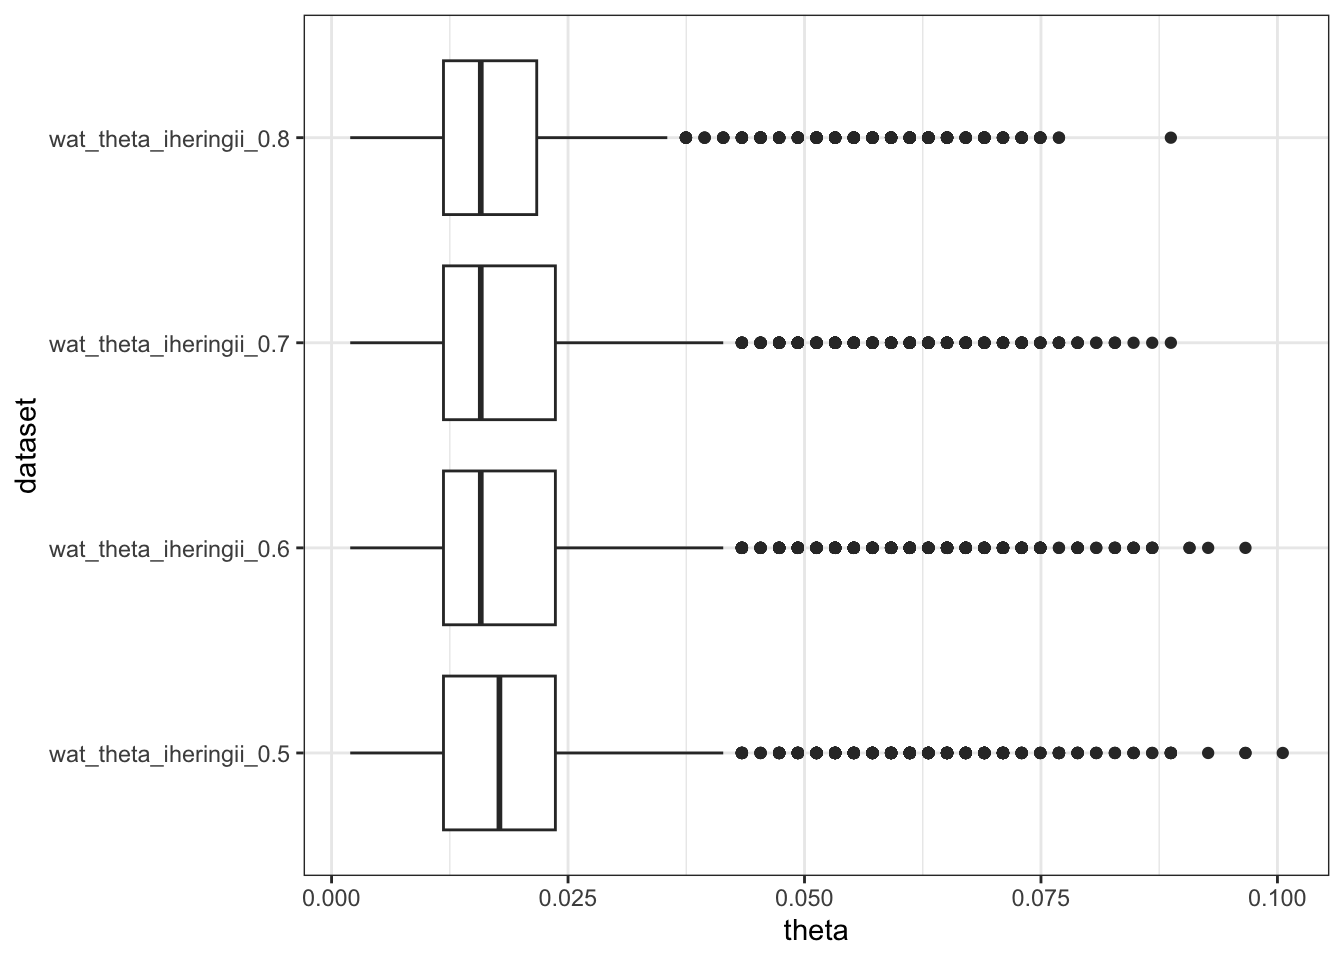 wat_theta_iheringii_0.8
wat_theta_iheringii_0.7
dataset
wat_theta_iheringii_0.6
wat_theta_iheringii_0.5
0.000 0.025 0.050 0.075 0.100
theta